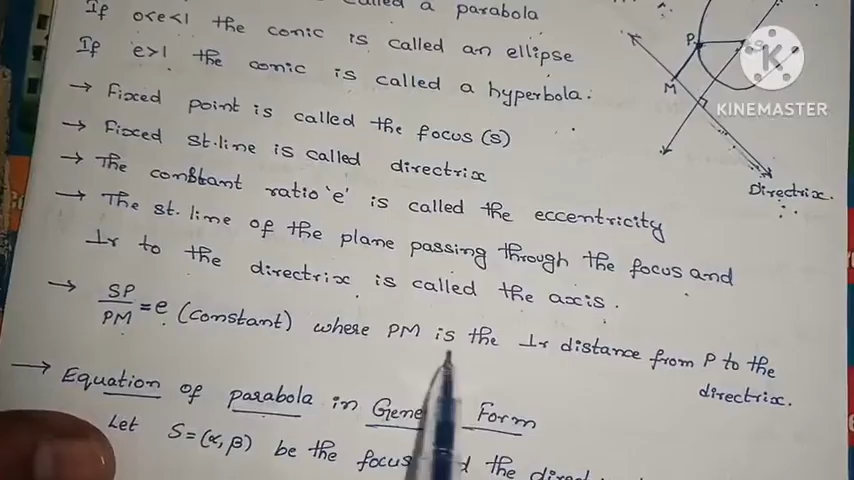 called a parabola
If 0<e<1 the conic is called an ellipse
If e>1 the conic is called a hyperbola.
→ Fixed point is called the focus (s)
→ Fixed st.line is called directrix
→ The constant ratio 'e' is called the eccentricity
→ The st. line of the plane passing through the focus and
⊥r to the directrix is called the axis.
→ SP/PM = e (constant) where PM is the ⊥r distance from P to the
directrix.
→ Equation of parabola in Form
Let S=(α,β) be the focus the
P
S
M
Directrix.
K
KINEMASTER